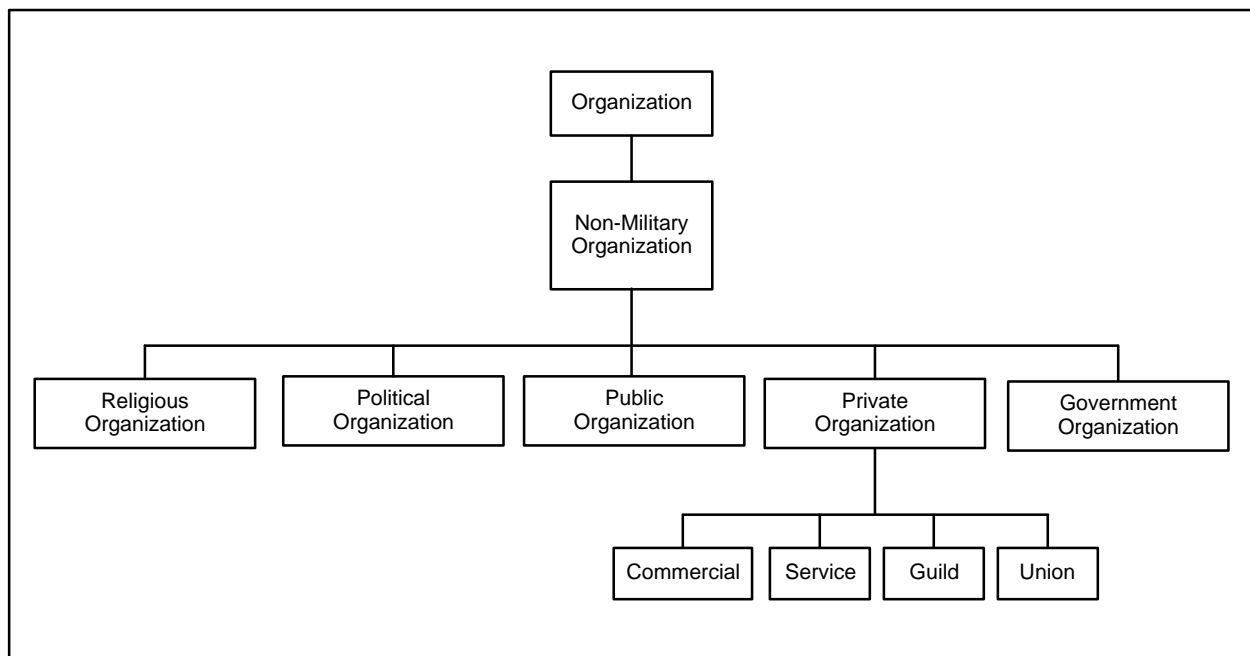 Organization
Non-Military
Organization
Religious
Organization
Political
Organization
Public
Organization
Private
Organization
Government
Organization
Commercial
Service
Guild
Union